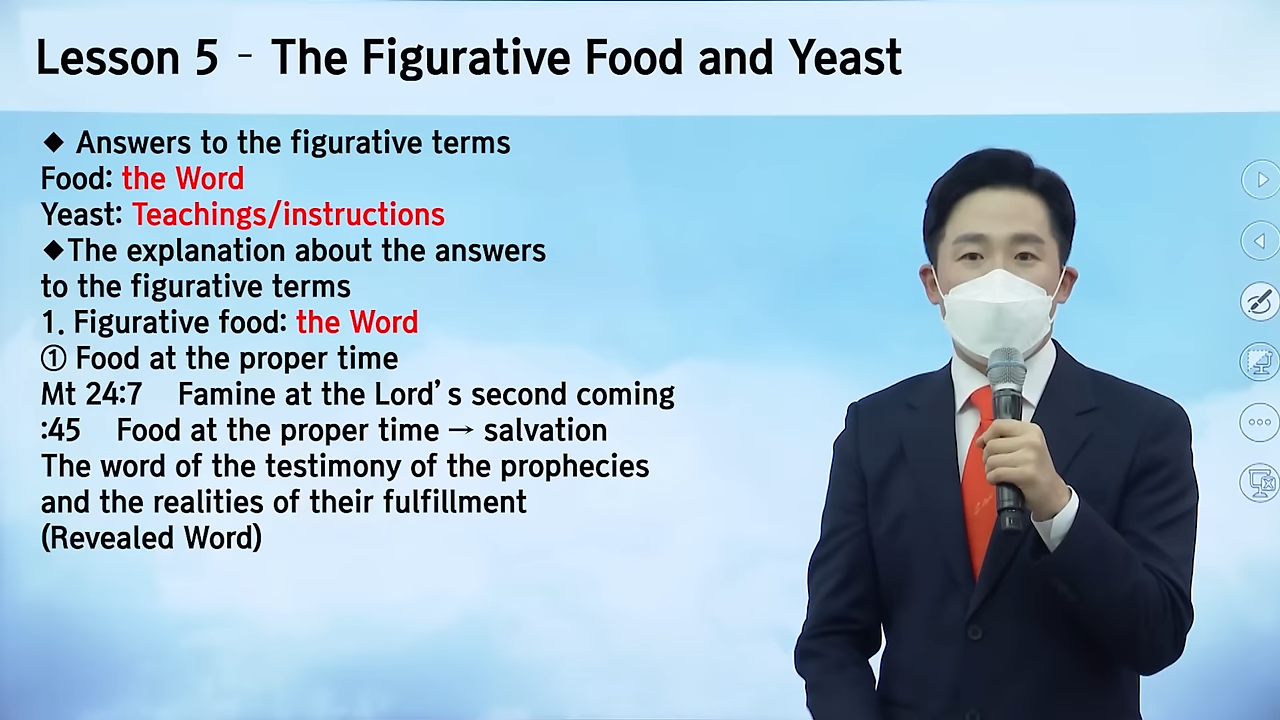 Lesson 5 - The Figurative Food and Yeast
◆ Answers to the figurative terms
Food: the Word
Yeast: Teachings/instructions
◆The explanation about the answers
to the figurative terms
1. Figurative food: the Word
① Food at the proper time
Mt 24:7 Famine at the Lord's second coming
:45 Food at the proper time → salvation
The word of the testimony of the prophecies
and the realities of their fulfillment
(Revealed Word)